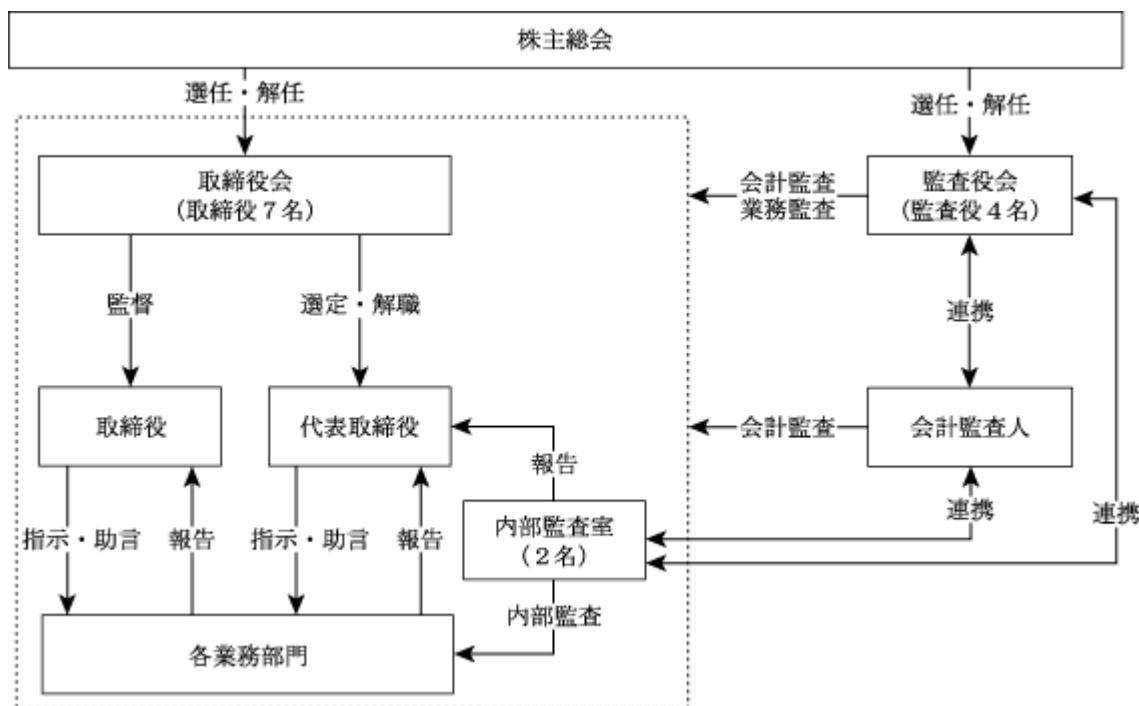 株主総会
選任・解任
選任・解任
取締役会
（取締役７名）
会計監査
業務監査
監査役会
（監査役４名）
監督
選定・解職
連携
取締役
代表取締役
会計監査
会計監査人
報告
指示・助言
報告
指示・助言
報告
内部監査室
（２名）
連携
連携
内部監査
各業務部門